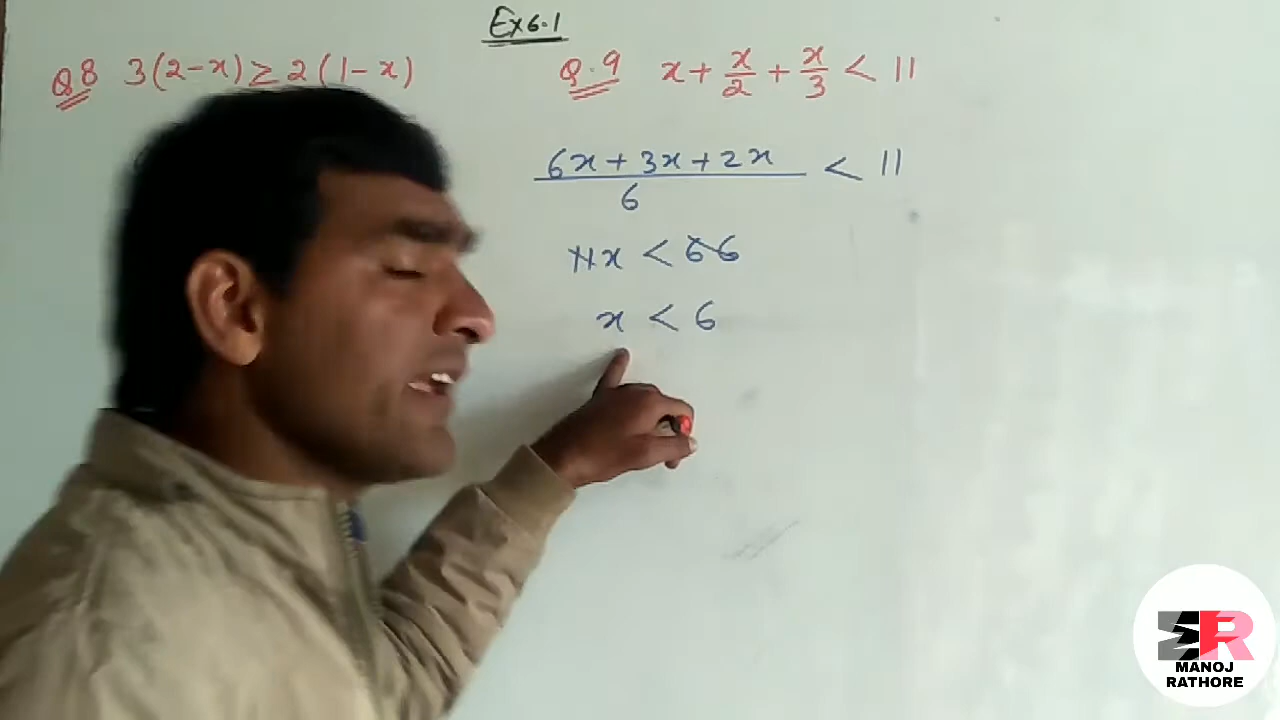 Ex 6.1
Q8 3(2-x) ≥ 2(1-x)
Q.9 x + x/2 + x/3 < 11
6x + 3x + 2x / 6 < 11
11x < 66
x < 6
MANOJ
RATHORE